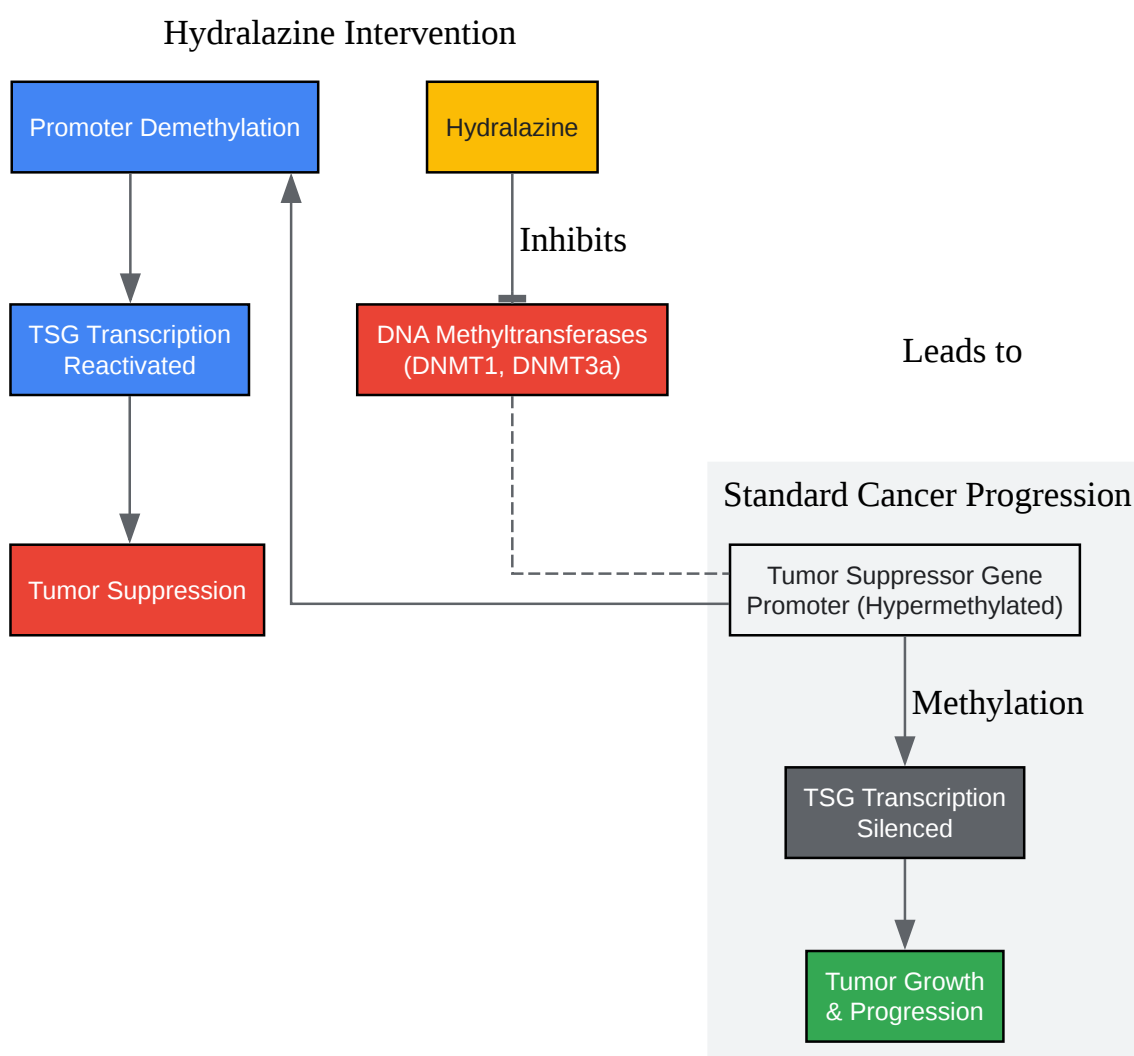 Hydralazine Intervention
Promoter Demethylation
Hydralazine
Inhibits
TSG Transcription
Reactivated
DNA Methyltransferases
(DNMT1, DNMT3a)
Leads to
Standard Cancer Progression
Tumor Suppression
Tumor Suppressor Gene
Promoter (Hypermethylated)
Methylation
TSG Transcription
Silenced
Tumor Growth
& Progression